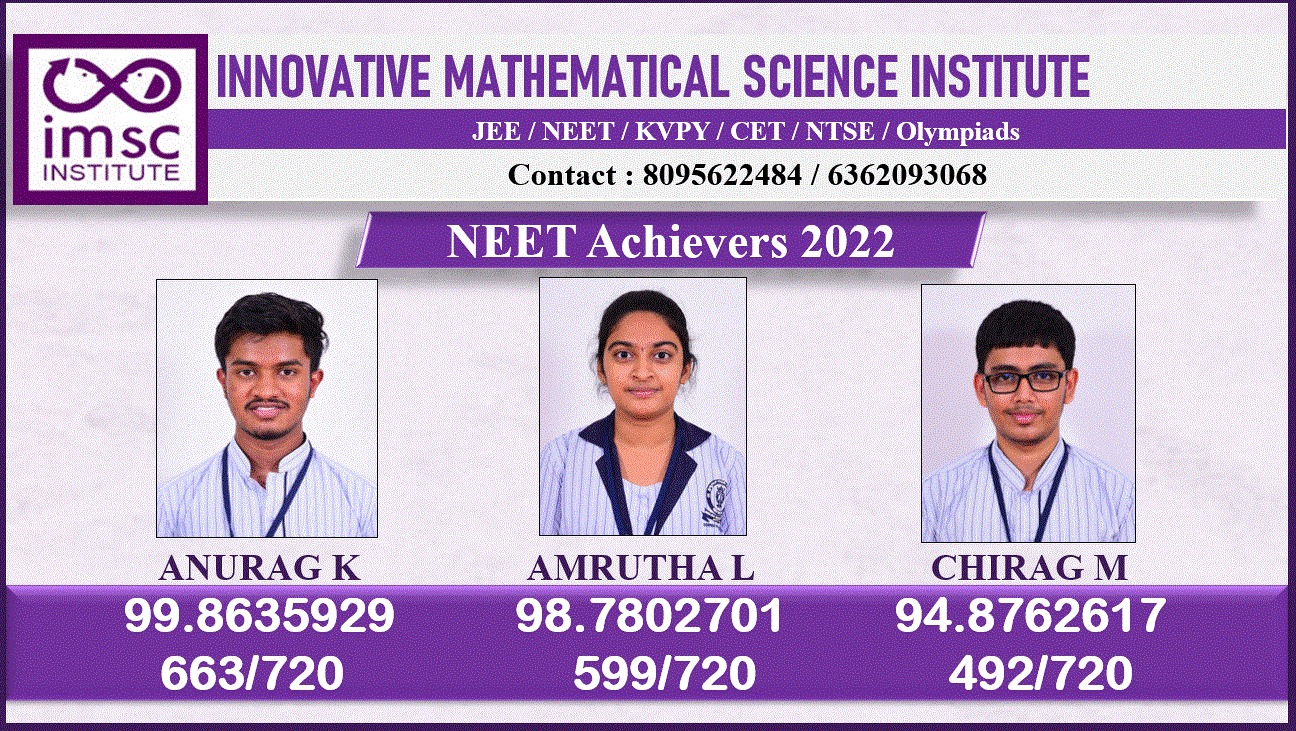 imsc
INSTITUTE
INNOVATIVE MATHEMATICAL SCIENCE INSTITUTE
JEE / NEET / KVPY / CET / NTSE / Olympiads
Contact : 8095622484 / 6362093068
NEET Achievers 2022
ANURAG K AMRUTHA L CHIRAG M
99.8635929 98.7802701 94.8762617
663/720 599/720 492/720